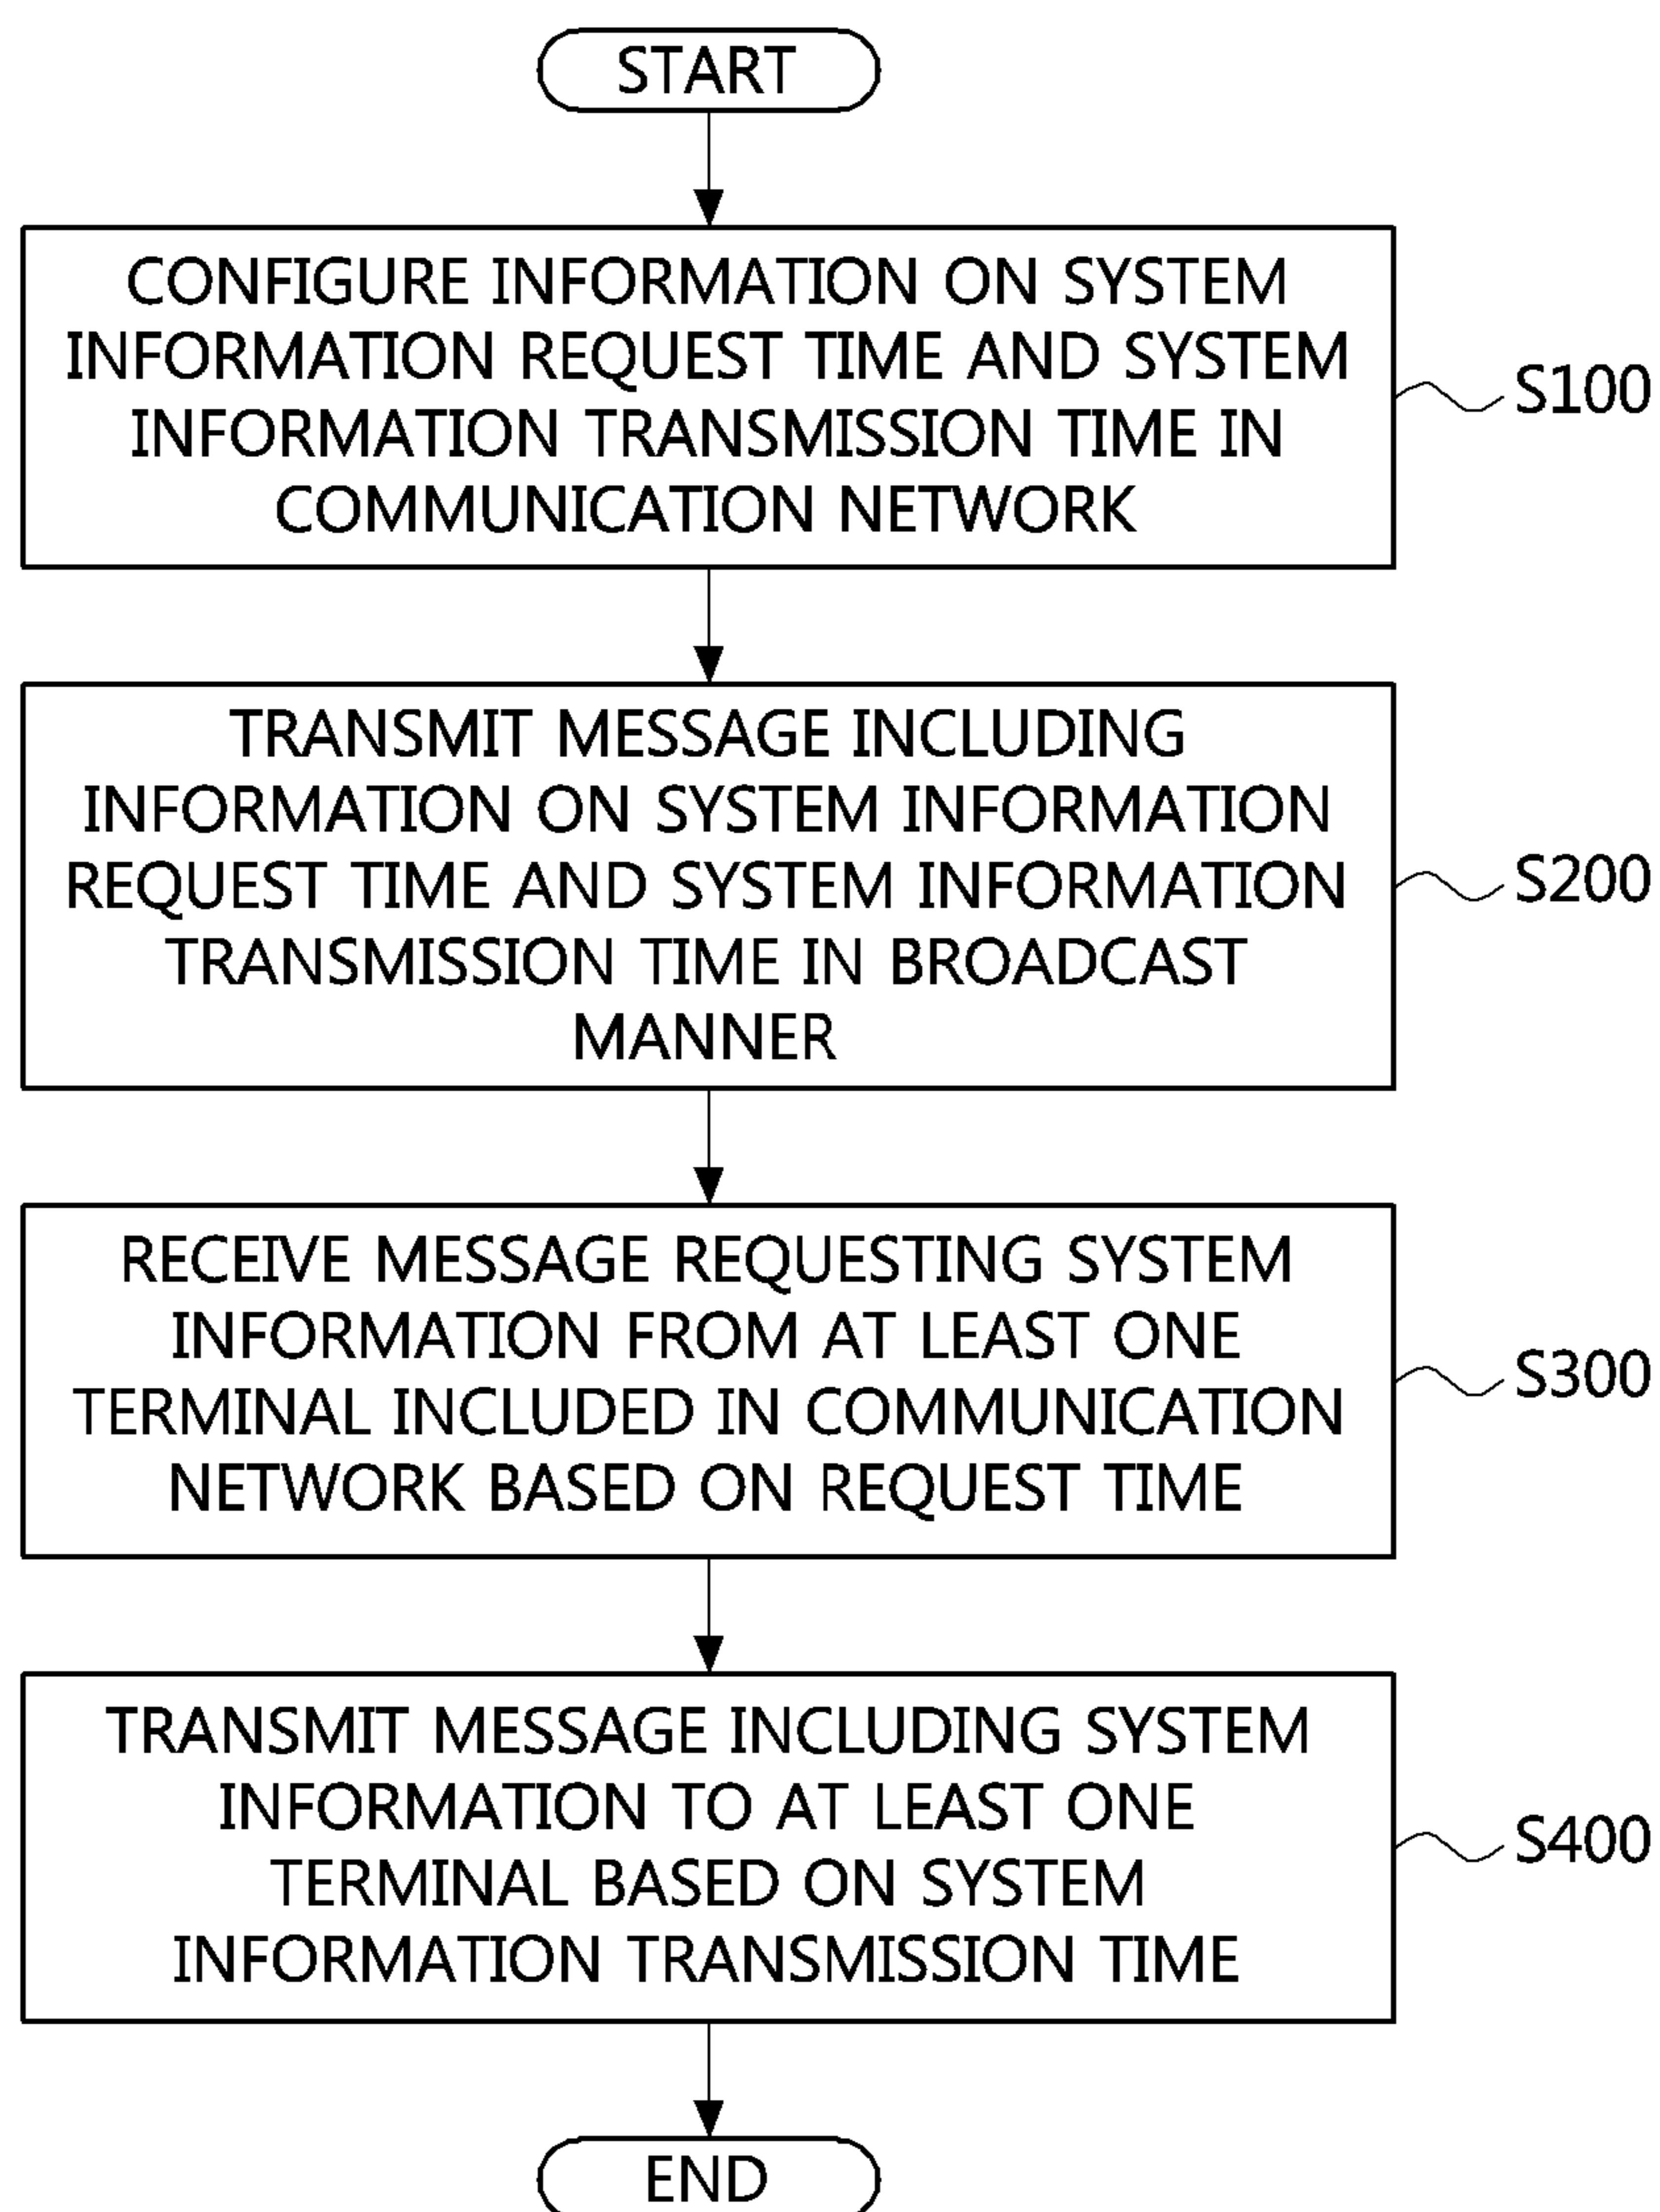 START
CONFIGURE INFORMATION ON SYSTEM
INFORMATION REQUEST TIME AND SYSTEM
INFORMATION TRANSMISSION TIME IN
COMMUNICATION NETWORK
S100
TRANSMIT MESSAGE INCLUDING
INFORMATION ON SYSTEM INFORMATION
REQUEST TIME AND SYSTEM INFORMATION
TRANSMISSION TIME IN BROADCAST
MANNER
S200
RECEIVE MESSAGE REQUESTING SYSTEM
INFORMATION FROM AT LEAST ONE
TERMINAL INCLUDED IN COMMUNICATION
NETWORK BASED ON REQUEST TIME
S300
TRANSMIT MESSAGE INCLUDING SYSTEM
INFORMATION TO AT LEAST ONE
TERMINAL BASED ON SYSTEM
INFORMATION TRANSMISSION TIME
S400
END